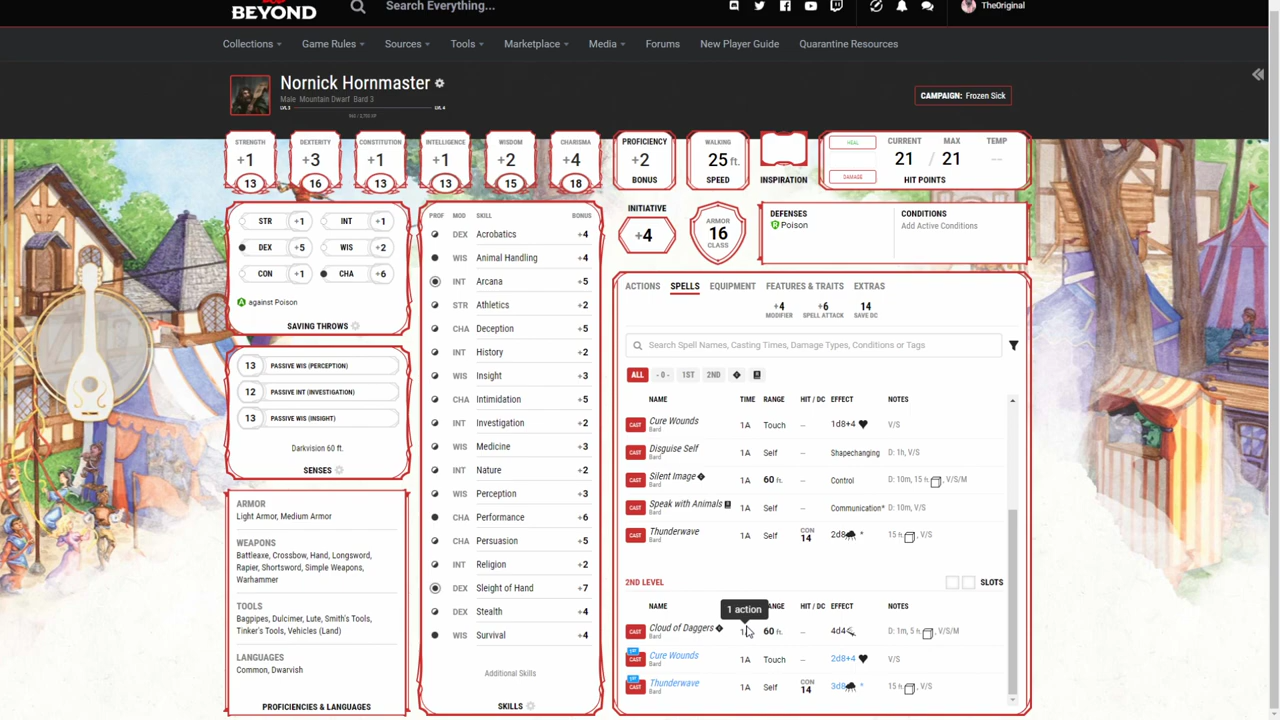 BEYOND
Search Everything...
TheOriginal
Collections
Game Rules
Sources
Tools
Marketplace
Media
Forums
New Player Guide
Quarantine Resources
Nornick Hornmaster
Male Mountain Dwarf Bard 3
LVL 3
LVL 4
CAMPAIGN: Frozen Sick
STRENGTH
+1
13
DEXTERITY
+3
16
CONSTITUTION
+1
13
INTELLIGENCE
+1
13
WISDOM
+2
15
CHARISMA
+4
18
PROFICIENCY
+2
BONUS
WALKING
25 ft.
SPEED
INSPIRATION
HEAL
DAMAGE
CURRENT MAX TEMP
21 / 21 --
HIT POINTS
STR +1 INT +1
DEX +5 WIS +2
CON +1 CHA +6
against Poison
SAVING THROWS
13 PASSIVE WIS (PERCEPTION)
12 PASSIVE INT (INVESTIGATION)
13 PASSIVE WIS (INSIGHT)
Darkvision 60 ft.
SENSES
ARMOR
Light Armor, Medium Armor
WEAPONS
Battleaxe, Crossbow, Hand, Longsword,
Rapier, Shortsword, Simple Weapons,
Warhammer
TOOLS
Bagpipes, Dulcimer, Lute, Smith's Tools,
Tinker's Tools, Vehicles (Land)
LANGUAGES
Common, Dwarvish
PROFICIENCIES & LANGUAGES
PROF MOD SKILL BONUS
DEX Acrobatics +4
WIS Animal Handling +4
INT Arcana +5
STR Athletics +2
CHA Deception +5
INT History +2
WIS Insight +3
CHA Intimidation +5
INT Investigation +2
WIS Medicine +3
INT Nature +2
WIS Perception +3
CHA Performance +6
CHA Persuasion +5
INT Religion +2
DEX Sleight of Hand +7
DEX Stealth +4
WIS Survival +4
Additional Skills
SKILLS
INITIATIVE
+4
ARMOR
16
CLASS
DEFENSES
Poison
CONDITIONS
Add Active Conditions
ACTIONS SPELLS EQUIPMENT FEATURES & TRAITS EXTRAS
+4 +6 14
MODIFIER SPELL ATTACK SAVE DC
Search Spell Names, Casting Times, Damage Types, Conditions or Tags
ALL - 0 - 1ST 2ND
NAME TIME RANGE HIT / DC EFFECT NOTES
CAST Cure Wounds 1A Touch -- 1d8+4 V/S
Bard
CAST Disguise Self 1A Self -- Shapechanging D: 1h, V/S
Bard
CAST Silent Image 1A 60 ft. -- Control D: 10m, 15 ft. , V/S/M
Bard
CAST Speak with Animals 1A Self -- Communication* D: 10m, V/S
Bard
CAST Thunderwave 1A Self CON 14 2d8 * 15 ft. , V/S
Bard
2ND LEVEL SLOTS
1 action
NAME RANGE HIT / DC EFFECT NOTES
CAST Cloud of Daggers 60 ft. -- 4d4 D: 1m, 5 ft. , V/S/M
Bard
CAST Cure Wounds 1A Touch -- 2d8+4 V/S
Bard
CAST Thunderwave 1A Self CON 14 3d8 * 15 ft. , V/S
Bard